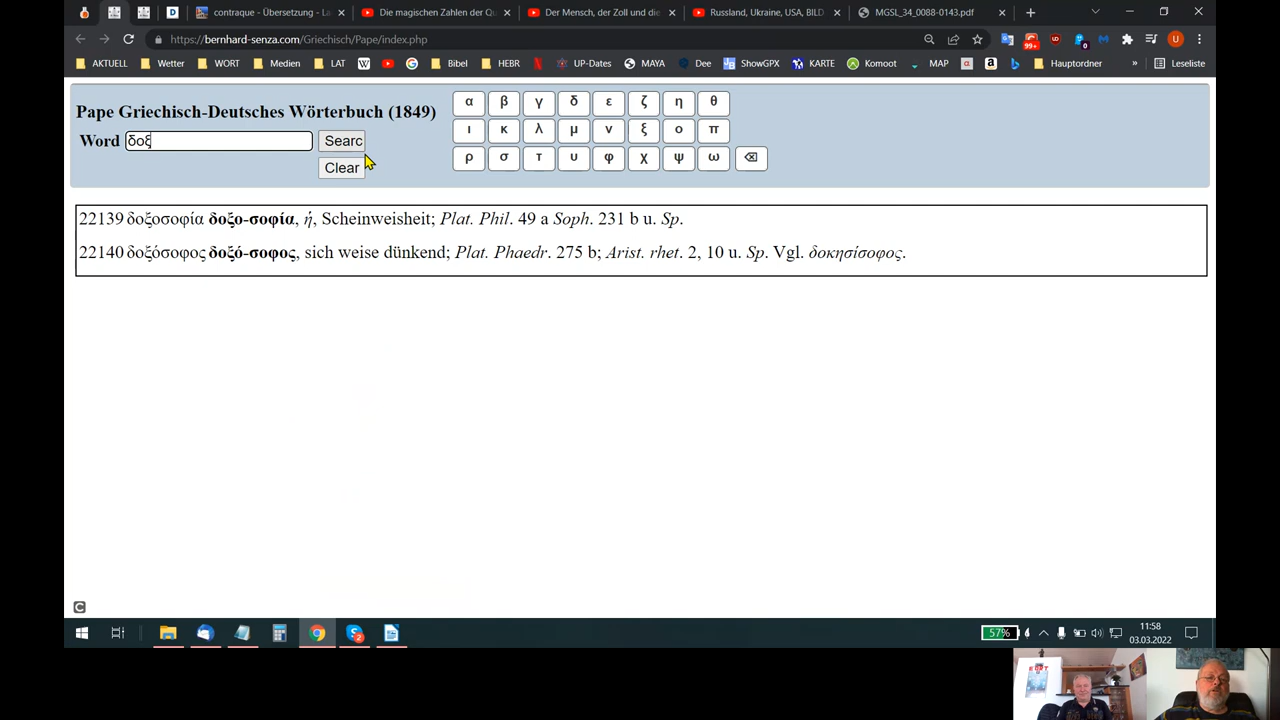 contraque - Übersetzung - La
Die magischen Zahlen der Qu
Der Mensch, der Zoll und die
Russland, Ukraine, USA, BILD
MGSL_34_0088-0143.pdf
https://bernhard-senza.com/Griechisch/Pape/index.php
AKTUELL Wetter WORT Medien LAT Bibel HEBR UP-Dates MAYA Dee ShowGPX KARTE Komoot MAP Hauptordner » Leseliste
Pape Griechisch-Deutsches Wörterbuch (1849)
Word δοξ Searc
Clear
α β γ δ ε ζ η θ
ι κ λ μ ν ξ ο π
ρ σ τ υ φ χ ψ ω
22139 δοξοσοφία δοξο-σοφία, ἡ, Scheinweisheit; Plat. Phil. 49 a Soph. 231 b u. Sp.
22140 δοξόσοφος δοξό-σοφος, sich weise dünkend; Plat. Phaedr. 275 b; Arist. rhet. 2, 10 u. Sp. Vgl. δοκησίσοφος.
57%
11:58
03.03.2022